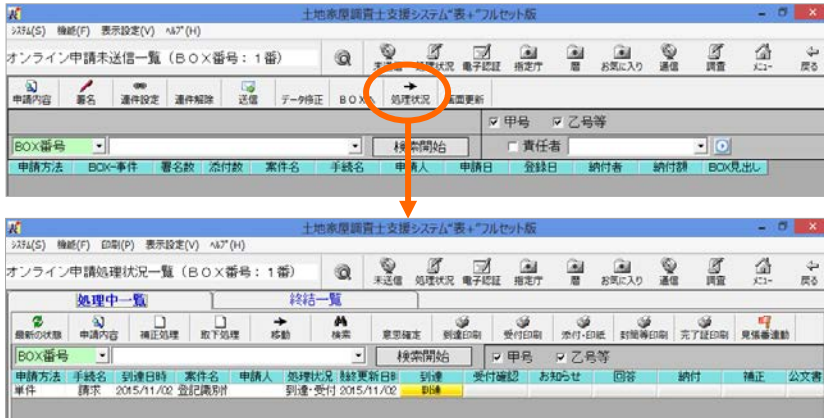 土地家屋調査士支援システム"表+"フルセット版
ｼｽﾃﾑ(S) 機能(F) 表示設定(V) ﾍﾙﾌﾟ(H)
オンライン申請未送信一覧（ＢＯＸ番号：１番） 未送信 処理状況 電子認証 指定庁 暦 お気に入り 通信 調査 ﾒﾆｭｰ 戻る
申請内容 署名 連件設定 連件解除 送信 データ修正 ＢＯＸへ 処理状況 画面更新
甲号 乙号等
BOX番号 検索開始 責任者
申請方法 BOX-事件 署名数 添付数 案件名 手続名 申請人 申請日 登録日 納付者 納付額 BOX見出し
土地家屋調査士支援システム"表+"フルセット版
ｼｽﾃﾑ(S) 機能(F) 印刷(P) 表示設定(V) ﾍﾙﾌﾟ(H)
オンライン申請処理状況一覧（ＢＯＸ番号：１番） 未送信 処理状況 電子認証 指定庁 暦 お気に入り 通信 調査 ﾒﾆｭｰ 戻る
処理中一覧 終結一覧
最新の状態 申請内容 補正処理 取下処理 移動 検索 意思確定 到達印刷 受付印刷 添付・印紙 封筒等印刷 完了証印刷 見張番連動
BOX番号 検索開始 甲号 乙号等
申請方法 手続名 到達日時 案件名 申請人 処理状況 最終更新日時 到達 受付確認 お知らせ 回答 納付 補正 公文書
単件 請求 2015/11/02 登記識別情 到達・受付 2015/11/02 到達